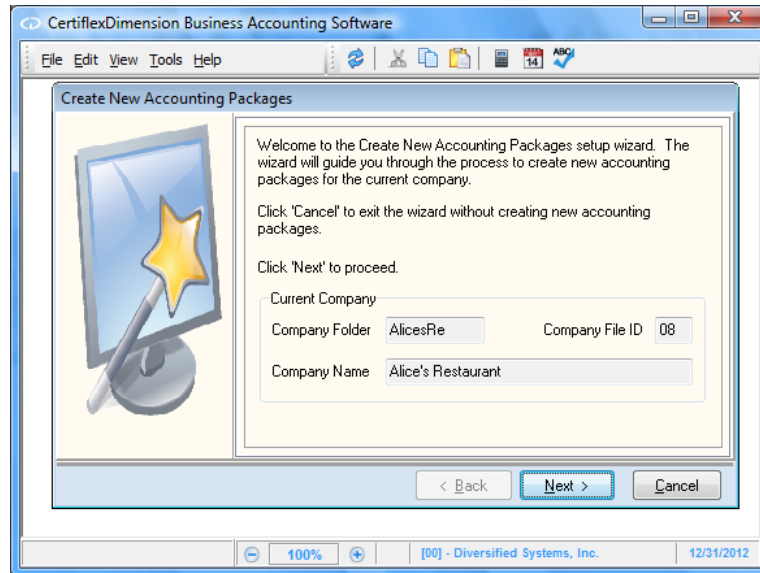 CertiflexDimension Business Accounting Software
File Edit View Tools Help
14
ABC
Create New Accounting Packages
Welcome to the Create New Accounting Packages setup wizard. The
wizard will guide you through the process to create new accounting
packages for the current company.
Click 'Cancel' to exit the wizard without creating new accounting
packages.
Click 'Next' to proceed.
Current Company
Company Folder AlicesRe Company File ID 08
Company Name Alice's Restaurant
< Back Next > Cancel
100% [00] - Diversified Systems, Inc. 12/31/2012